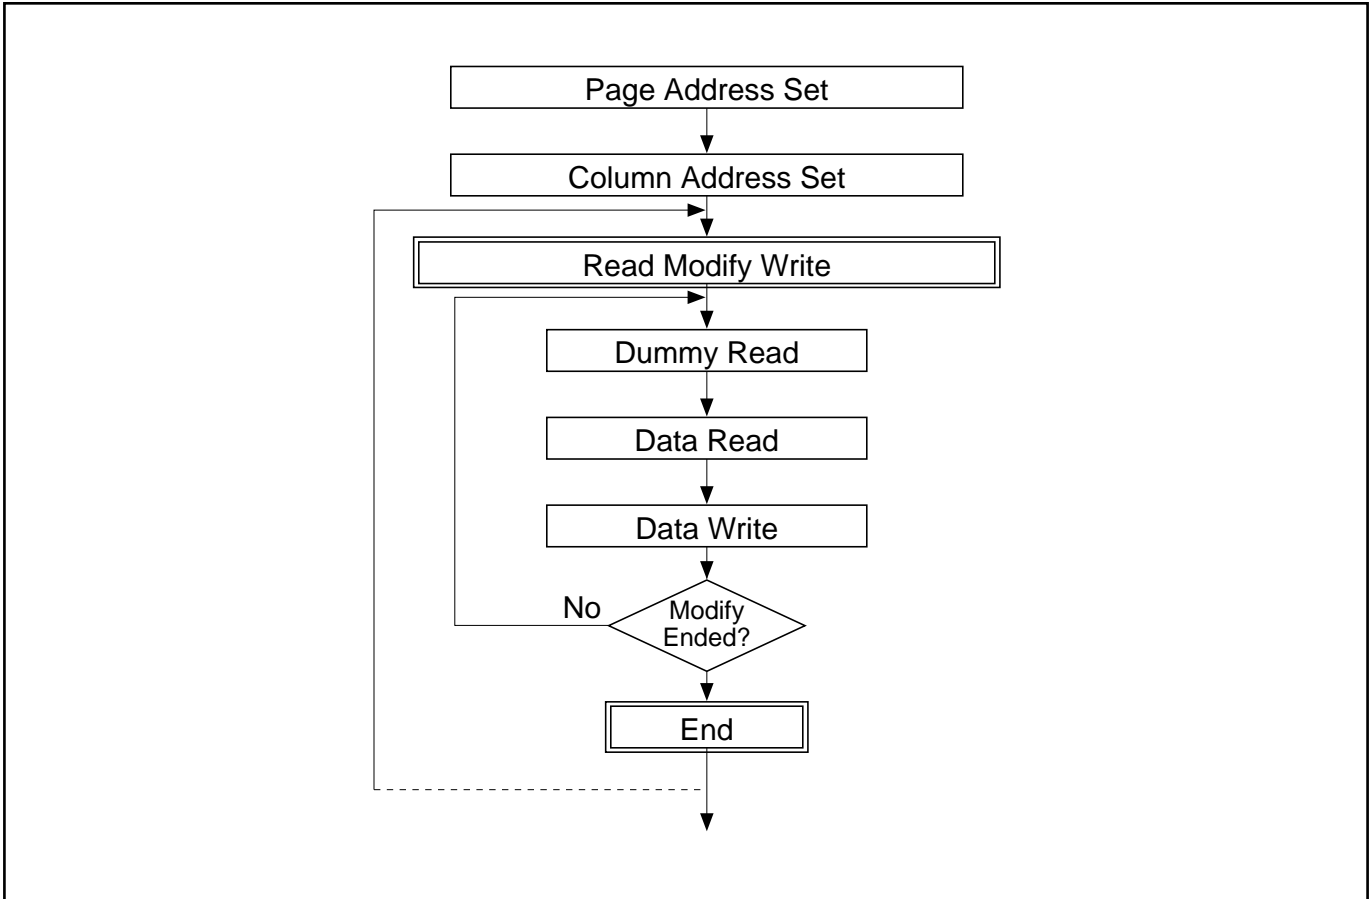 Page Address Set
Column Address Set
Read Modify Write
Dummy Read
Data Read
Data Write
No
Modify
Ended?
End